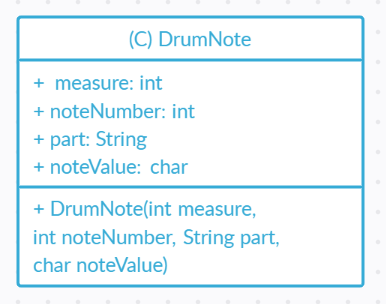 (C) DrumNote
+ measure: int
+ noteNumber: int
+ part: String
+ noteValue: char
+ DrumNote(int measure,
int noteNumber, String part,
char noteValue)